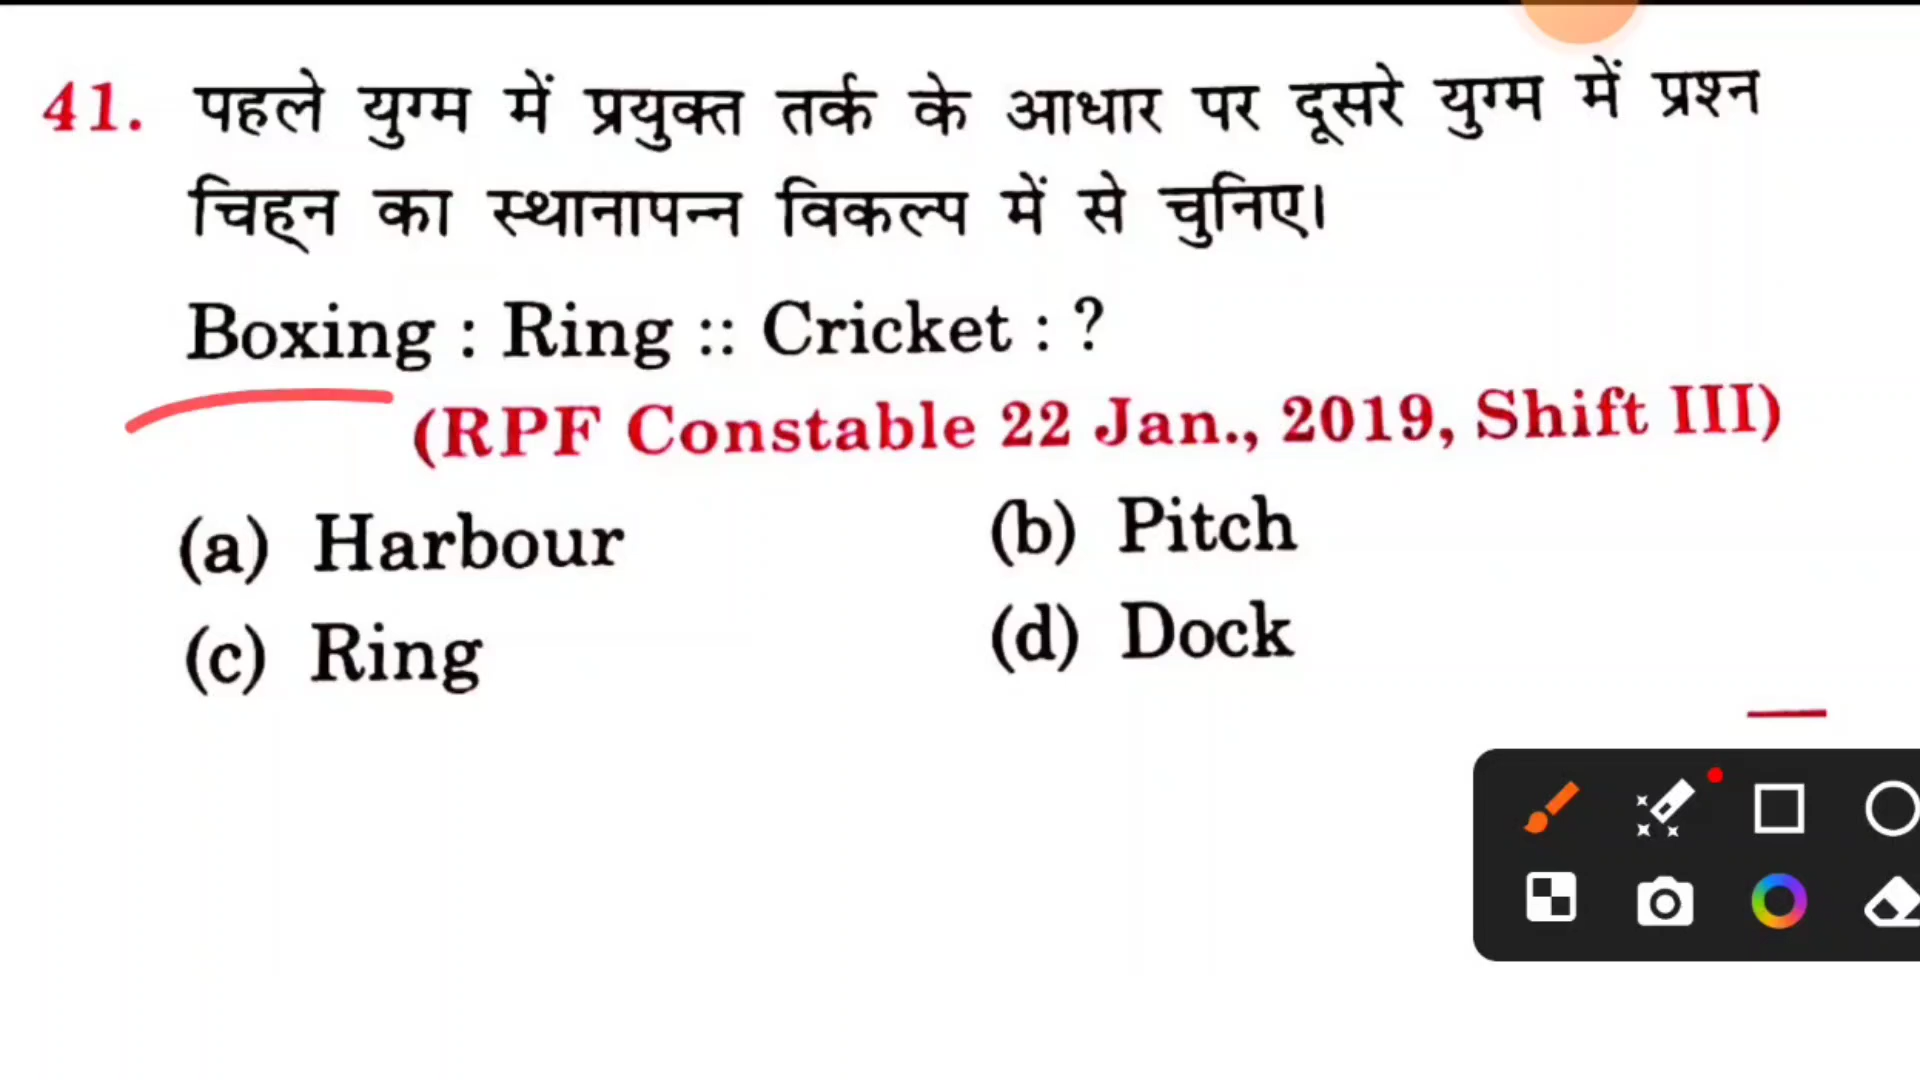 41. पहले युग्म में प्रयुक्त तर्क के आधार पर दूसरे युग्म में प्रश्न
चिह्न का स्थानापन्न विकल्प में से चुनिए।
Boxing : Ring :: Cricket : ?
(RPF Constable 22 Jan., 2019, Shift III)
(a) Harbour (b) Pitch
(c) Ring (d) Dock